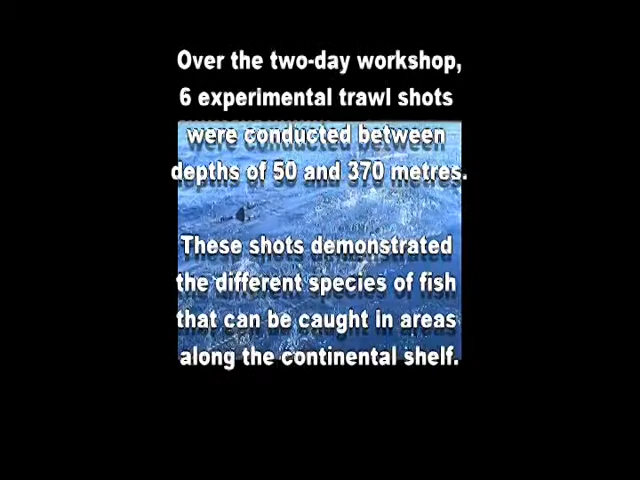 Over the two-day workshop,
6 experimental trawl shots
were conducted between
depths of 50 and 370 metres.
These shots demonstrated
the different species of fish
that can be caught in areas
along the continental shelf.